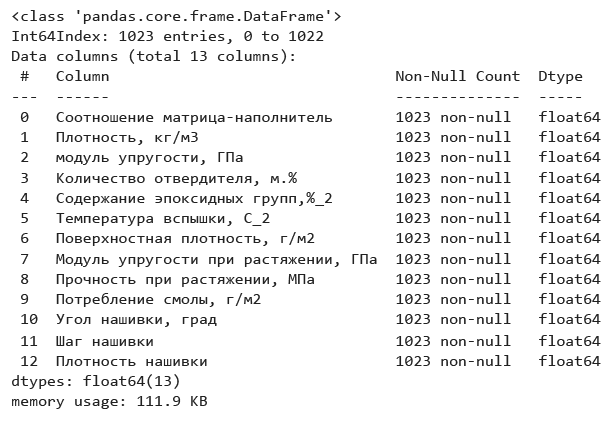 <class 'pandas.core.frame.DataFrame'>
Int64Index: 1023 entries, 0 to 1022
Data columns (total 13 columns):
 #   Column                                Non-Null Count  Dtype
---  ------                                --------------  -----
 0   Соотношение матрица-наполнитель       1023 non-null   float64
 1   Плотность, кг/м3                      1023 non-null   float64
 2   модуль упругости, ГПа                 1023 non-null   float64
 3   Количество отвердителя, м.%           1023 non-null   float64
 4   Содержание эпоксидных групп,%_2       1023 non-null   float64
 5   Температура вспышки, С_2              1023 non-null   float64
 6   Поверхностная плотность, г/м2         1023 non-null   float64
 7   Модуль упругости при растяжении, ГПа  1023 non-null   float64
 8   Прочность при растяжении, МПа         1023 non-null   float64
 9   Потребление смолы, г/м2               1023 non-null   float64
 10  Угол нашивки, град                    1023 non-null   float64
 11  Шаг нашивки                           1023 non-null   float64
 12  Плотность нашивки                     1023 non-null   float64
dtypes: float64(13)
memory usage: 111.9 KB